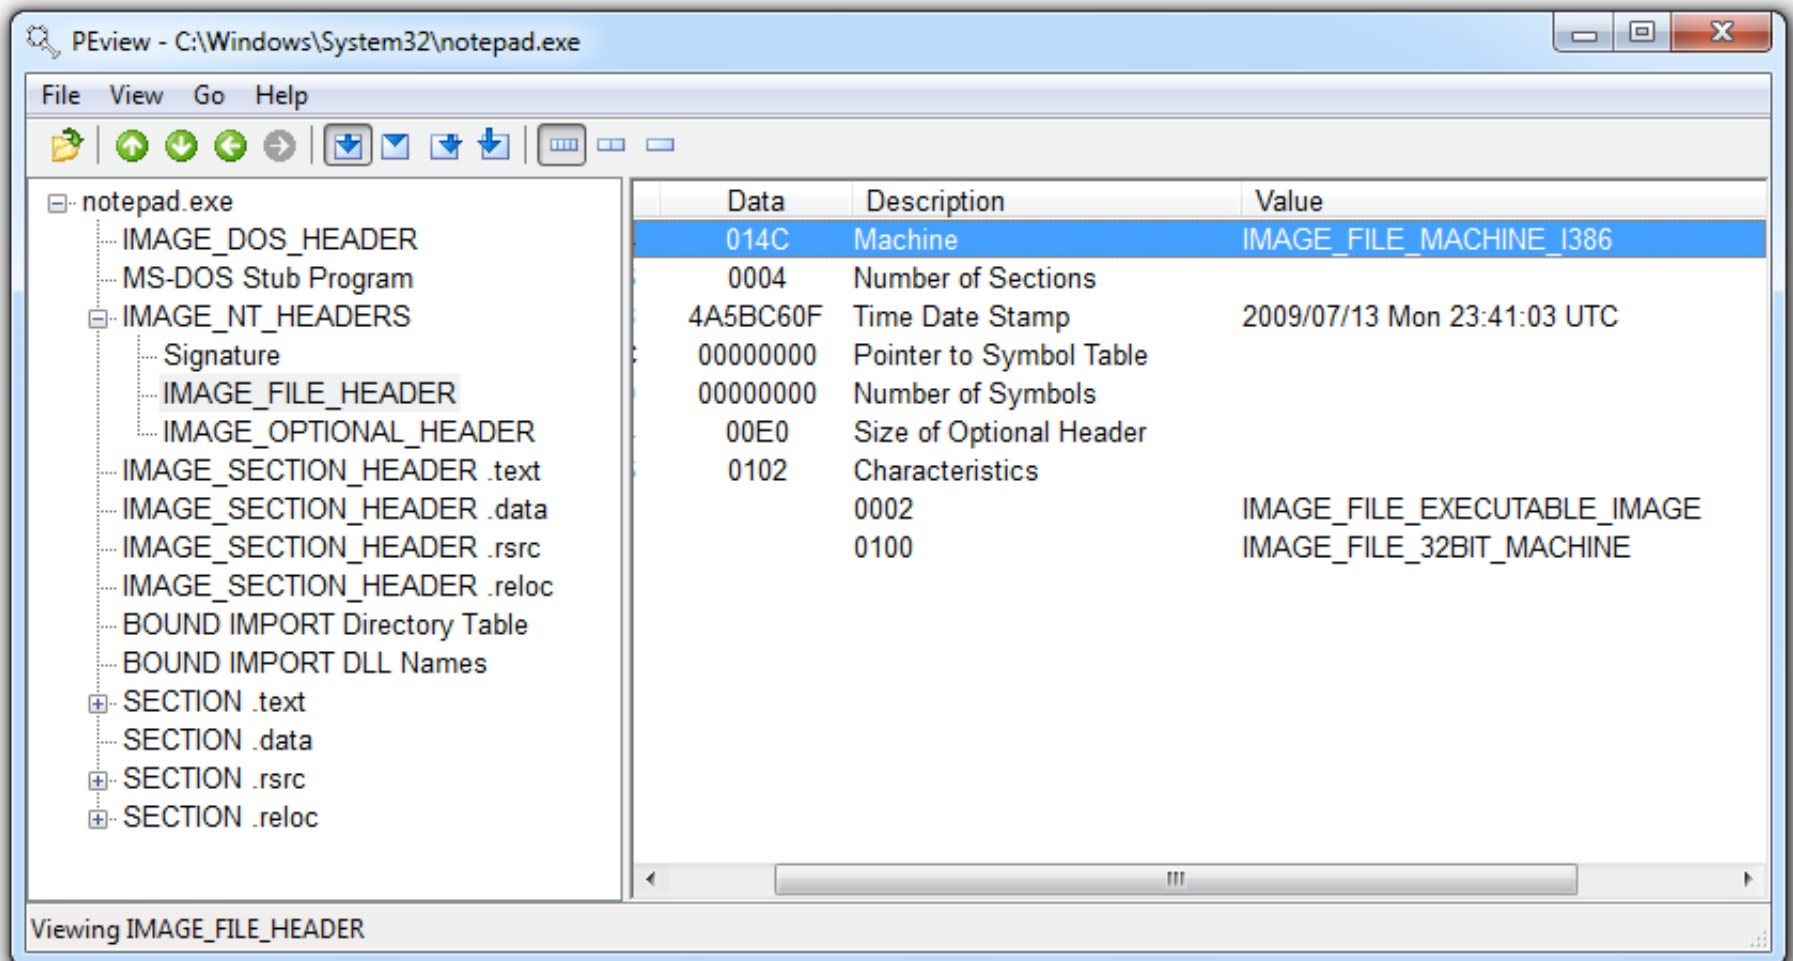 PEview - C:\Windows\System32\notepad.exe
File View Go Help
notepad.exe
IMAGE_DOS_HEADER
MS-DOS Stub Program
IMAGE_NT_HEADERS
Signature
IMAGE_FILE_HEADER
IMAGE_OPTIONAL_HEADER
IMAGE_SECTION_HEADER .text
IMAGE_SECTION_HEADER .data
IMAGE_SECTION_HEADER .rsrc
IMAGE_SECTION_HEADER .reloc
BOUND IMPORT Directory Table
BOUND IMPORT DLL Names
SECTION .text
SECTION .data
SECTION .rsrc
SECTION .reloc
Data Description Value
014C Machine IMAGE_FILE_MACHINE_I386
0004 Number of Sections
4A5BC60F Time Date Stamp 2009/07/13 Mon 23:41:03 UTC
00000000 Pointer to Symbol Table
00000000 Number of Symbols
00E0 Size of Optional Header
0102 Characteristics
0002 IMAGE_FILE_EXECUTABLE_IMAGE
0100 IMAGE_FILE_32BIT_MACHINE
Viewing IMAGE_FILE_HEADER